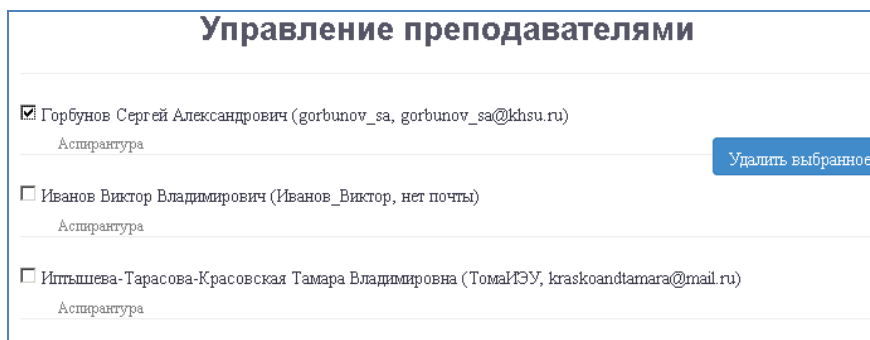 Управление преподавателями
Горбунов Сергей Александрович (gorbunov_sa, gorbunov_sa@khsu.ru)
Аспирантура
Удалить выбранное
Иванов Виктор Владимирович (Иванов_Виктор, нет почты)
Аспирантура
Иптышева-Тарасова-Красовская Тамара Владимировна (ТомаИЭУ, kraskoandtamara@mail.ru)
Аспирантура